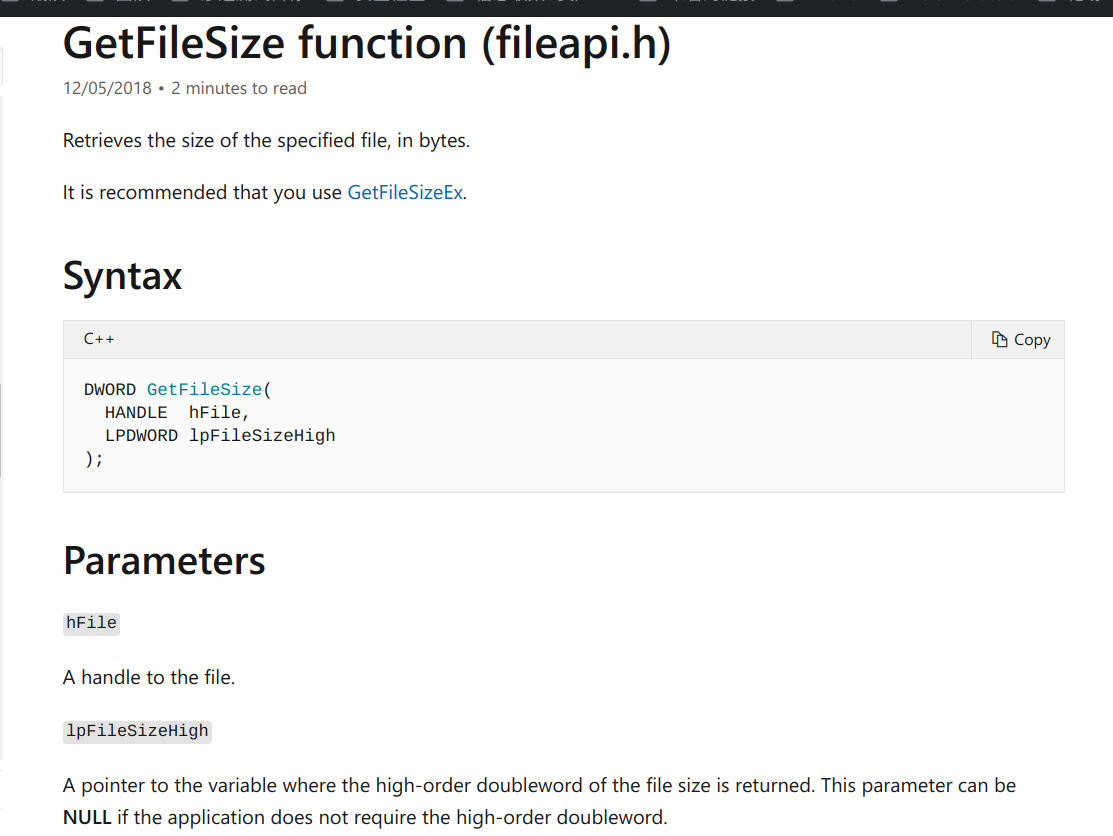 GetFileSize function (fileapi.h)
12/05/2018 • 2 minutes to read
Retrieves the size of the specified file, in bytes.
It is recommended that you use GetFileSizeEx.
Syntax
C++
Copy
DWORD GetFileSize(
  HANDLE  hFile,
  LPDWORD lpFileSizeHigh
);
Parameters
hFile
A handle to the file.
lpFileSizeHigh
A pointer to the variable where the high-order doubleword of the file size is returned. This parameter can be
NULL if the application does not require the high-order doubleword.